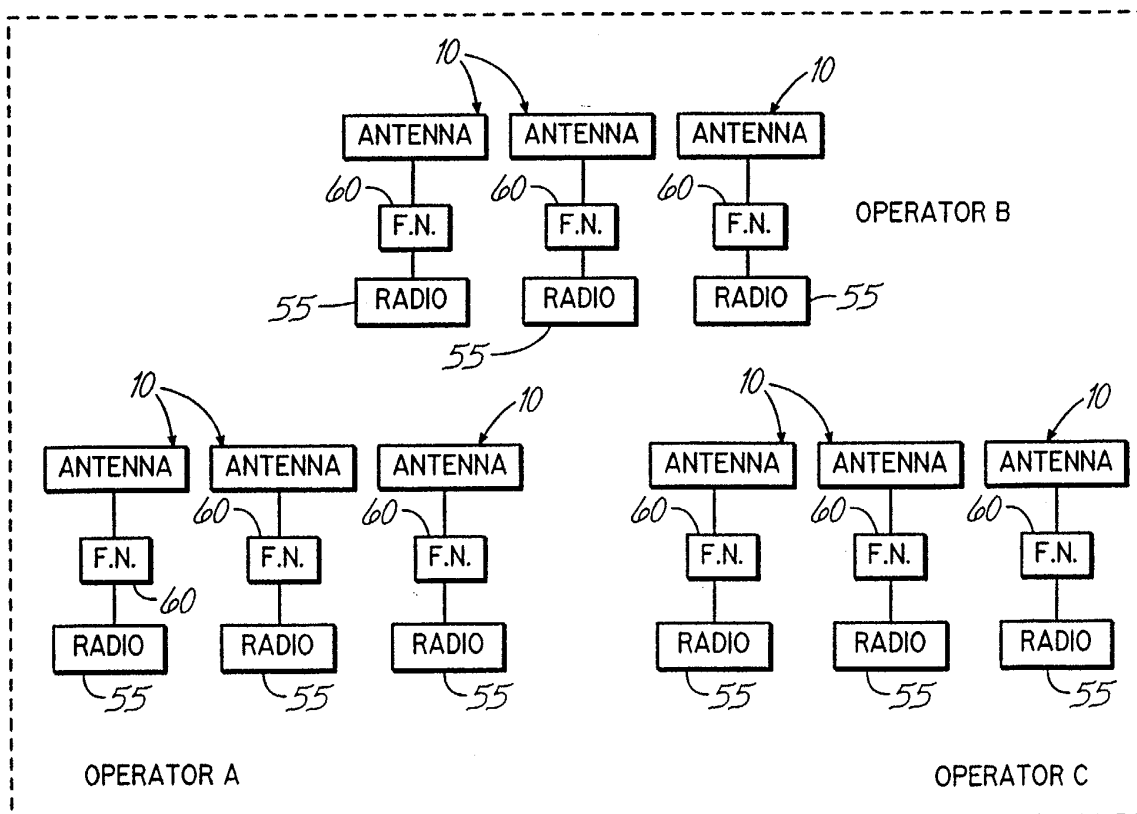 10 10
ANTENNA ANTENNA ANTENNA
60 60 60
F.N. F.N. F.N. OPERATOR B
55 RADIO RADIO RADIO 55
55
10 10 10 10
ANTENNA ANTENNA ANTENNA ANTENNA ANTENNA ANTENNA
60 60 60 60 60
F.N. F.N. F.N. F.N. F.N. F.N.
60
RADIO RADIO RADIO RADIO RADIO RADIO
55 55 55 55 55 55
OPERATOR A OPERATOR C